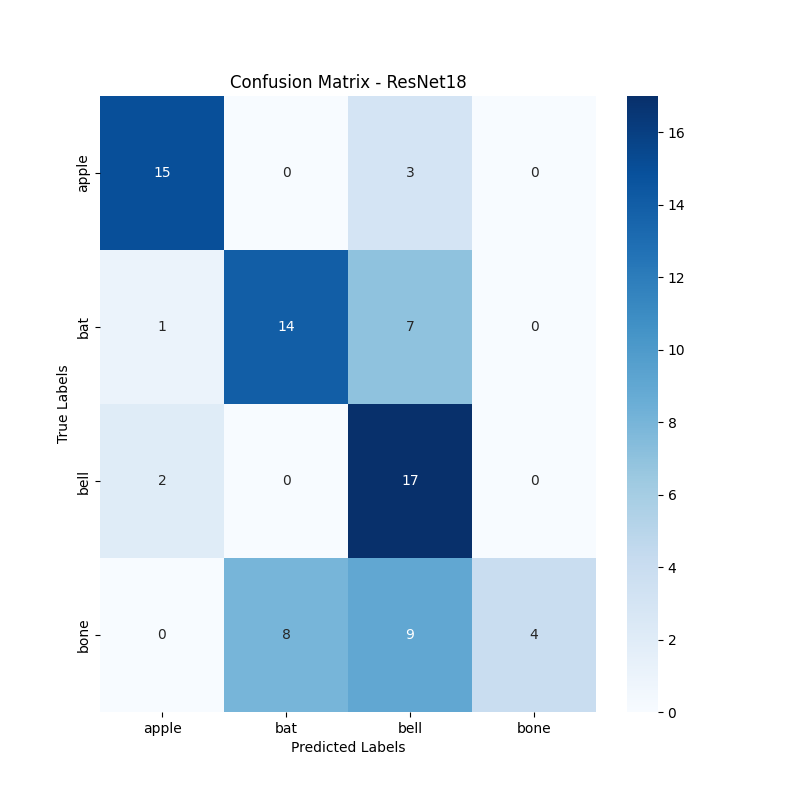 Confusion Matrix - ResNet18
apple 15 0 3 0
bat 1 14 7 0
bell 2 0 17 0
bone 0 8 9 4
apple bat bell bone
Predicted Labels
True Labels
16
14
12
10
8
6
4
2
0